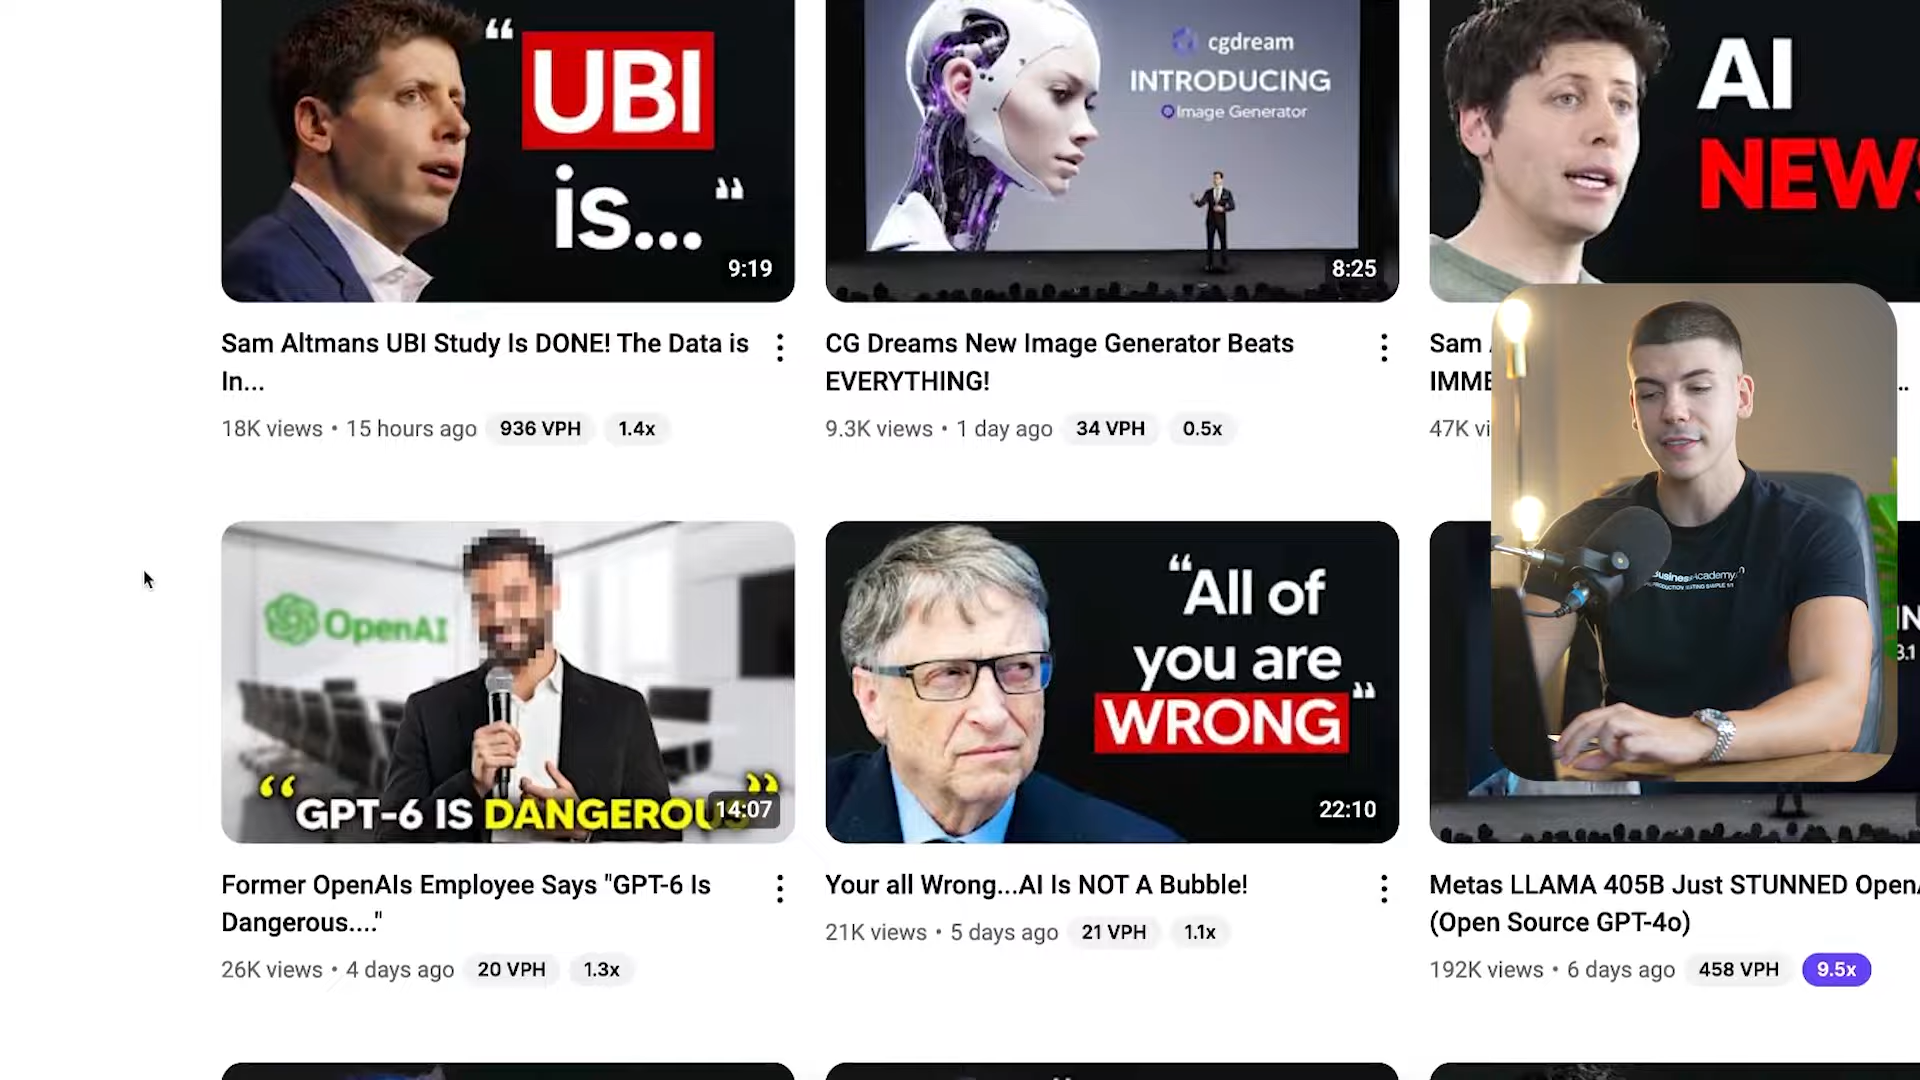 “ UBI
is... ”
9:19
cgdream
INTRODUCING
Image Generator
8:25
AI
NEWS
Sam Altmans UBI Study Is DONE! The Data is
In...
18K views • 15 hours ago 936 VPH 1.4x
CG Dreams New Image Generator Beats
EVERYTHING!
9.3K views • 1 day ago 34 VPH 0.5x
Sam
IMME
..
47K vi
OpenAI
“GPT-6 IS DANGEROUS”
14:07
“All of
you are
WRONG”
22:10
3.1
Former OpenAIs Employee Says "GPT-6 Is
Dangerous...."
26K views • 4 days ago 20 VPH 1.3x
Your all Wrong...AI Is NOT A Bubble!
21K views • 5 days ago 21 VPH 1.1x
Metas LLAMA 405B Just STUNNED OpenA
(Open Source GPT-4o)
192K views • 6 days ago 458 VPH 9.5x